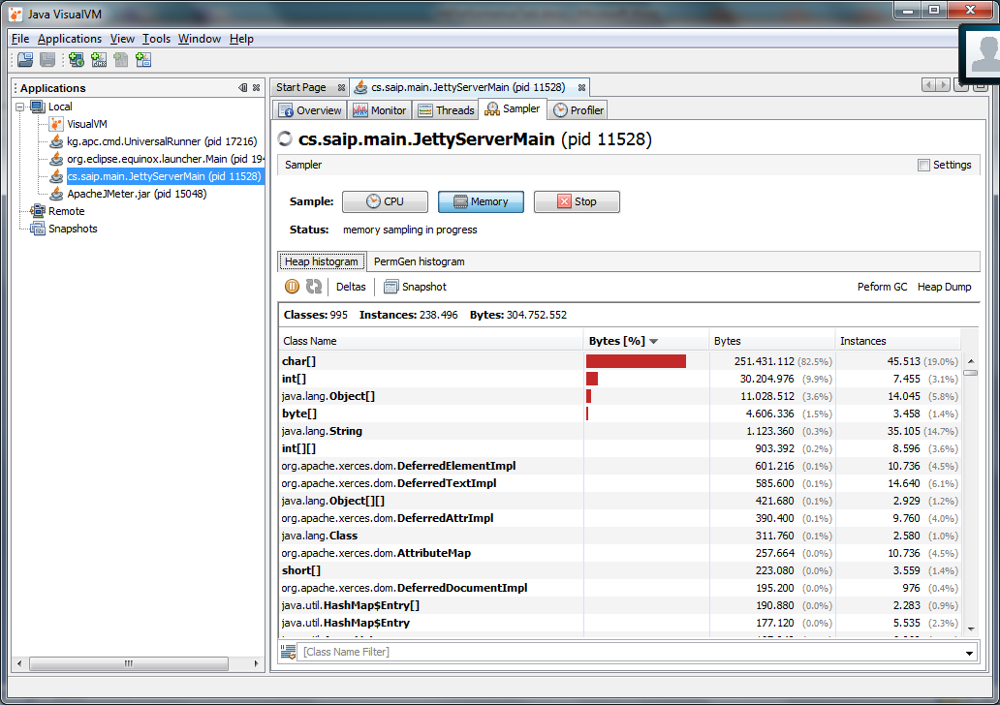 Java VisualVM
File Applications View Tools Window Help
Applications
Local
VisualVM
kg.apc.cmd.UniversalRunner (pid 17216)
org.eclipse.equinox.launcher.Main (pid 194
cs.saip.main.JettyServerMain (pid 11528)
ApacheJMeter.jar (pid 15048)
Remote
Snapshots
Start Page cs.saip.main.JettyServerMain (pid 11528)
Overview Monitor Threads Sampler Profiler
cs.saip.main.JettyServerMain (pid 11528)
Sampler Settings
Sample: CPU Memory Stop
Status: memory sampling in progress
Heap histogram PermGen histogram
Deltas Snapshot Peform GC Heap Dump
Classes: 995 Instances: 238.496 Bytes: 304.752.552
Class Name Bytes [%] Bytes Instances
char[] 251.431.112 (82.5%) 45.513 (19.0%)
int[] 30.204.976 (9.9%) 7.455 (3.1%)
java.lang.Object[] 11.028.512 (3.6%) 14.045 (5.8%)
byte[] 4.606.336 (1.5%) 3.458 (1.4%)
java.lang.String 1.123.360 (0.3%) 35.105 (14.7%)
int[][] 903.392 (0.2%) 8.596 (3.6%)
org.apache.xerces.dom.DeferredElementImpl 601.216 (0.1%) 10.736 (4.5%)
org.apache.xerces.dom.DeferredTextImpl 585.600 (0.1%) 14.640 (6.1%)
java.lang.Object[][] 421.680 (0.1%) 2.929 (1.2%)
org.apache.xerces.dom.DeferredAttrImpl 390.400 (0.1%) 9.760 (4.0%)
java.lang.Class 311.760 (0.1%) 2.580 (1.0%)
org.apache.xerces.dom.AttributeMap 257.664 (0.0%) 10.736 (4.5%)
short[] 223.080 (0.0%) 3.559 (1.4%)
org.apache.xerces.dom.DeferredDocumentImpl 195.200 (0.0%) 976 (0.4%)
java.util.HashMap$Entry[] 190.880 (0.0%) 2.283 (0.9%)
java.util.HashMap$Entry 177.120 (0.0%) 5.535 (2.3%)
[Class Name Filter]